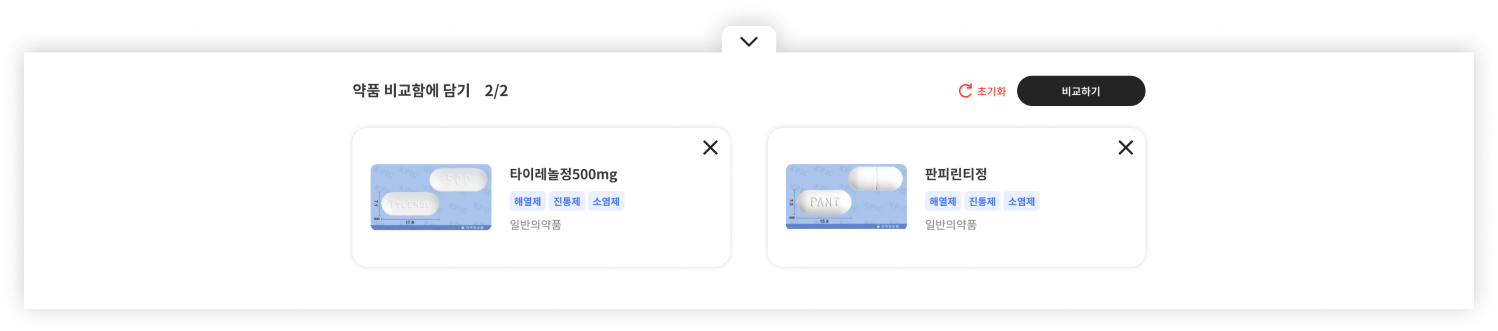 약품 비교함에 담기 2/2
초기화
비교하기
500
TYLENOL
17.6
타이레놀정500mg
해열제 진통제 소염제
일반의약품
PANT
판피린티정
해열제 진통제 소염제
일반의약품